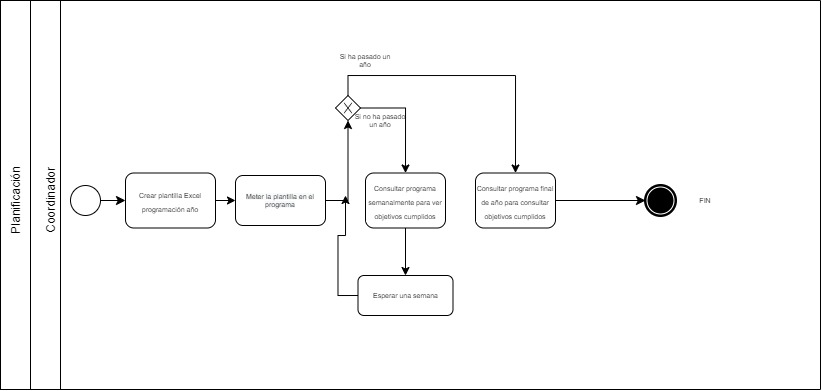 Planificación
Coordinador
Crear plantilla Excel
programación año
Meter la plantilla en el
programa
Si ha pasado un
año
Si no ha pasado
un año
Consultar programa
semanalmente para ver
objetivos cumplidos
Esperar una semana
Consultar programa final
de año para consultar
objetivos cumplidos
FIN